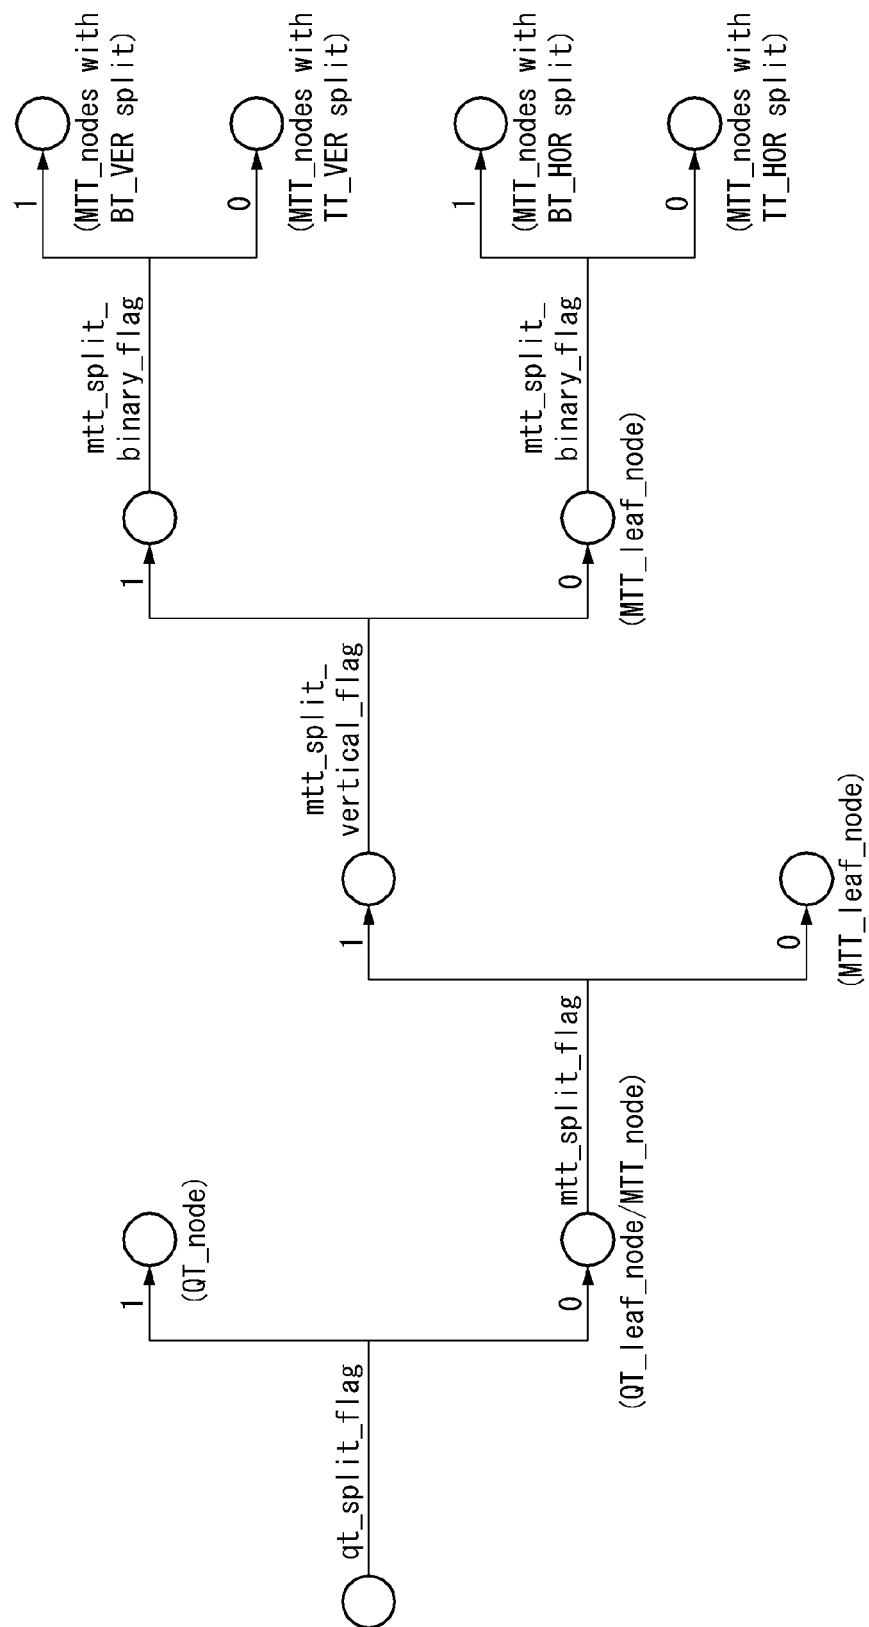 qt_split_flag
1
(QT_node)
0
(QT_leaf_node/MTT_node)
mtt_split_flag
1
0
(MTT_leaf_node)
mtt_split_
vertical_flag
1
0
(MTT_leaf_node)
mtt_split_
binary_flag
1
(MTT_nodes with
BT_VER split)
0
(MTT_nodes with
TT_VER split)
mtt_split_
binary_flag
1
(MTT_nodes with
BT_HOR split)
0
(MTT_nodes with
TT_HOR split)